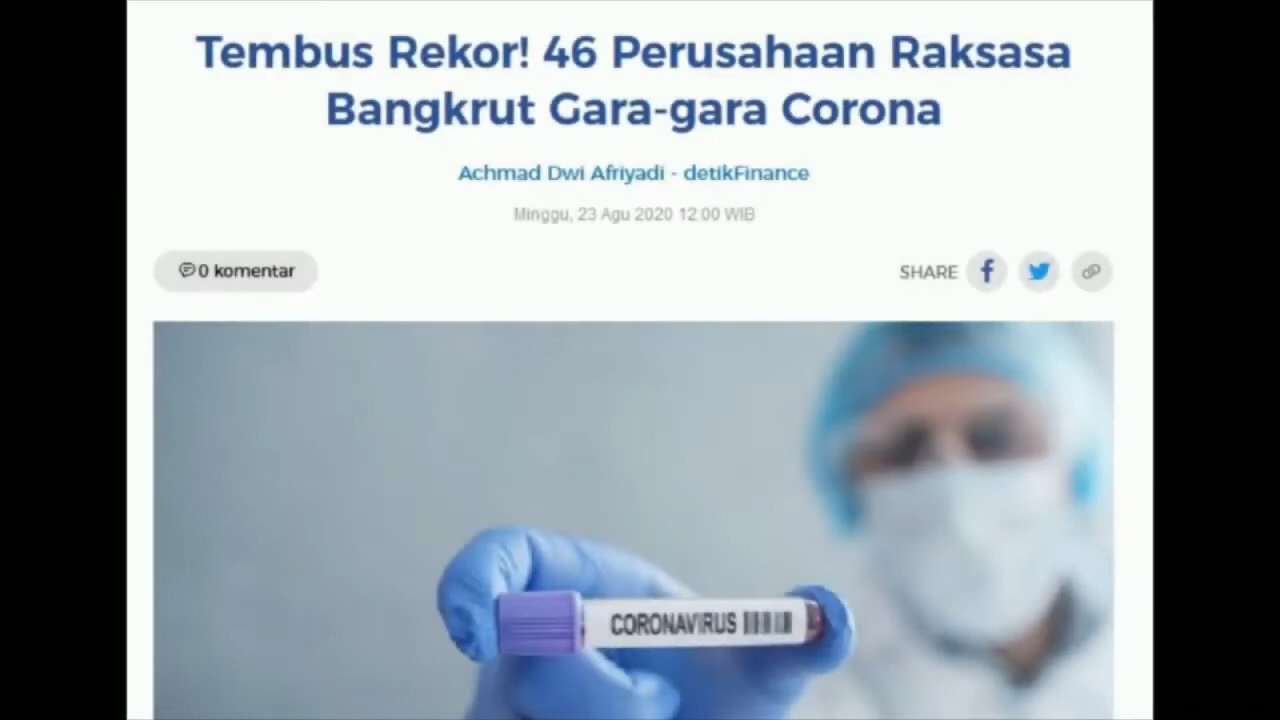 Tembus Rekor! 46 Perusahaan Raksasa
Bangkrut Gara-gara Corona
Achmad Dwi Afriyadi - detikFinance
Minggu, 23 Agu 2020 12:00 WIB
0 komentar
SHARE
CORONAVIRUS